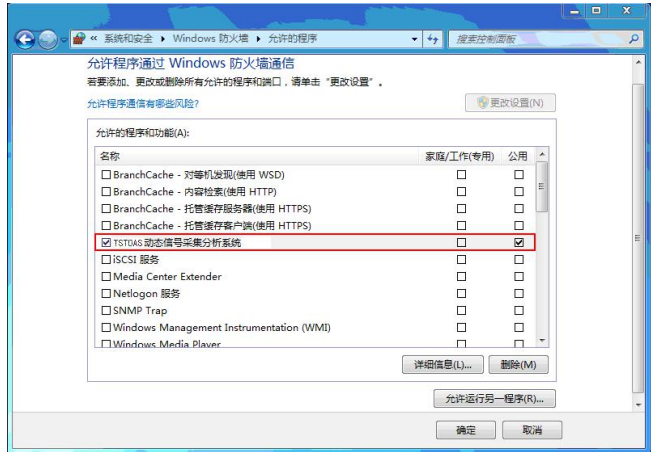 « 系统和安全 ▸ Windows 防火墙 ▸ 允许的程序
搜索控制面板
允许程序通过 Windows 防火墙通信
若要添加、更改或删除所有允许的程序和端口，请单击“更改设置”。
允许程序通信有哪些风险?
更改设置(N)
允许的程序和功能(A):
名称 家庭/工作(专用) 公用
BranchCache - 对等机发现(使用 WSD)
BranchCache - 内容检索(使用 HTTP)
BranchCache - 托管缓存服务器(使用 HTTPS)
BranchCache - 托管缓存客户端(使用 HTTPS)
TSTDAS 动态信号采集分析系统
iSCSI 服务
Media Center Extender
Netlogon 服务
SNMP Trap
Windows Management Instrumentation (WMI)
Windows Media Player
详细信息(L)... 删除(M)
允许运行另一程序(R)...
确定 取消